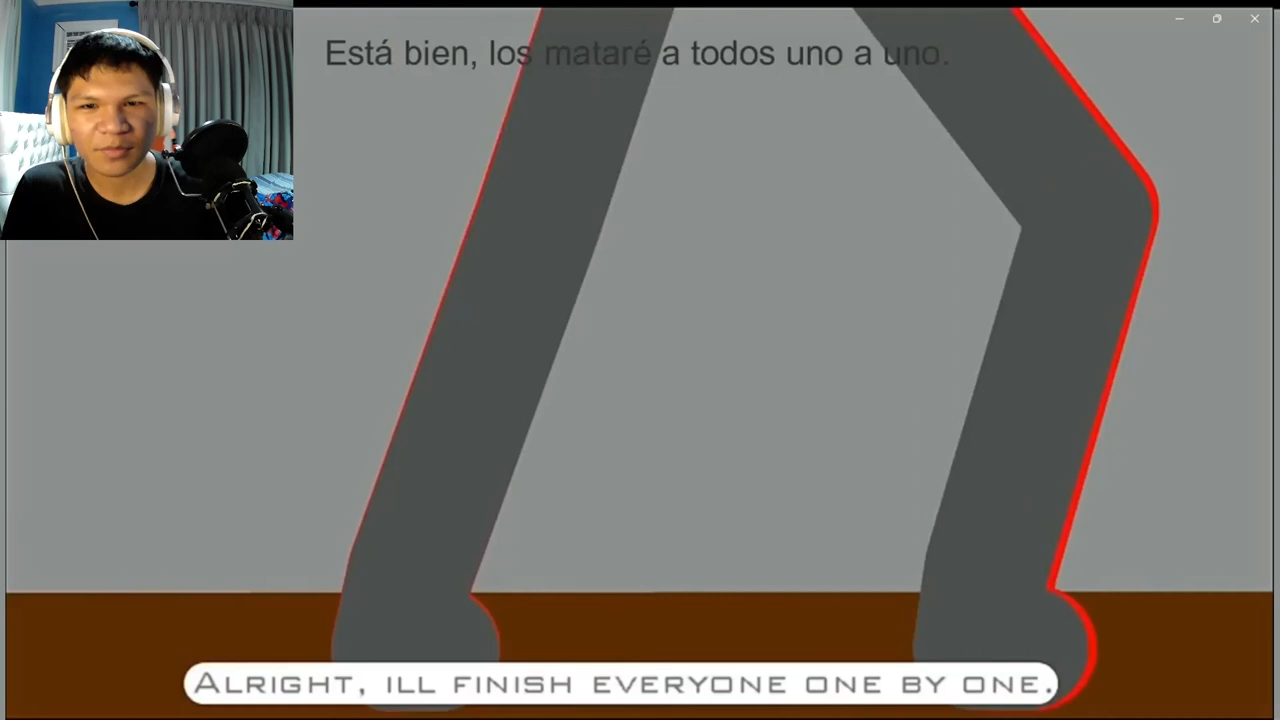 Está bien, los mataré a todos uno a uno.
ALRIGHT, ILL FINISH EVERYONE ONE BY ONE.